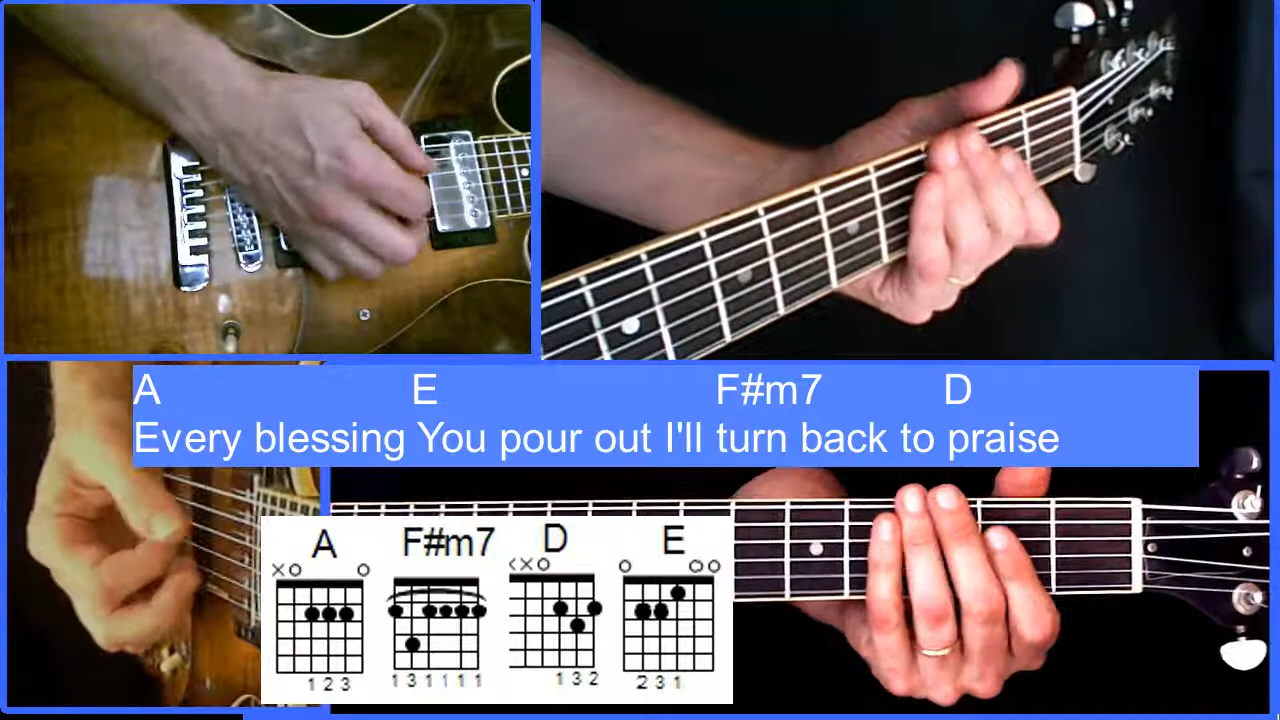 A E F#m7 D
Every blessing You pour out I'll turn back to praise
A F#m7 D E
x o o x x o o o o
1 2 3 1 3 1 1 1 1 1 3 2 2 3 1